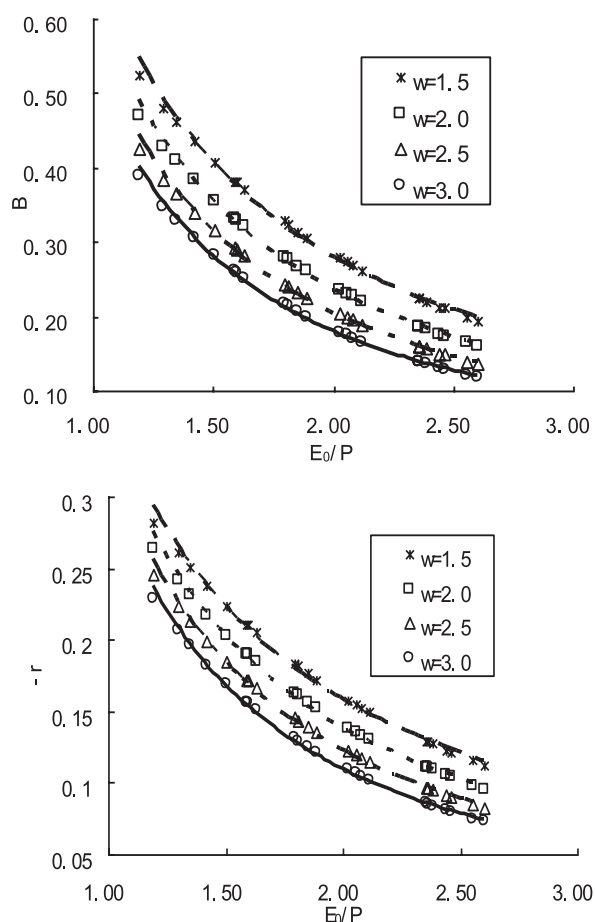 0. 60
0. 50
0. 40
0. 30
0. 20
0. 10
B
w=1. 5
w=2. 0
w=2. 5
w=3. 0
1. 00 1. 50 2. 00 2. 50 3. 00
E₀/P
0. 3
0. 25
0. 2
0. 15
0. 1
0. 05
- r
w=1. 5
w=2. 0
w=2. 5
w=3. 0
1. 00 1. 50 2. 00 2. 50 3. 00
E₀/P